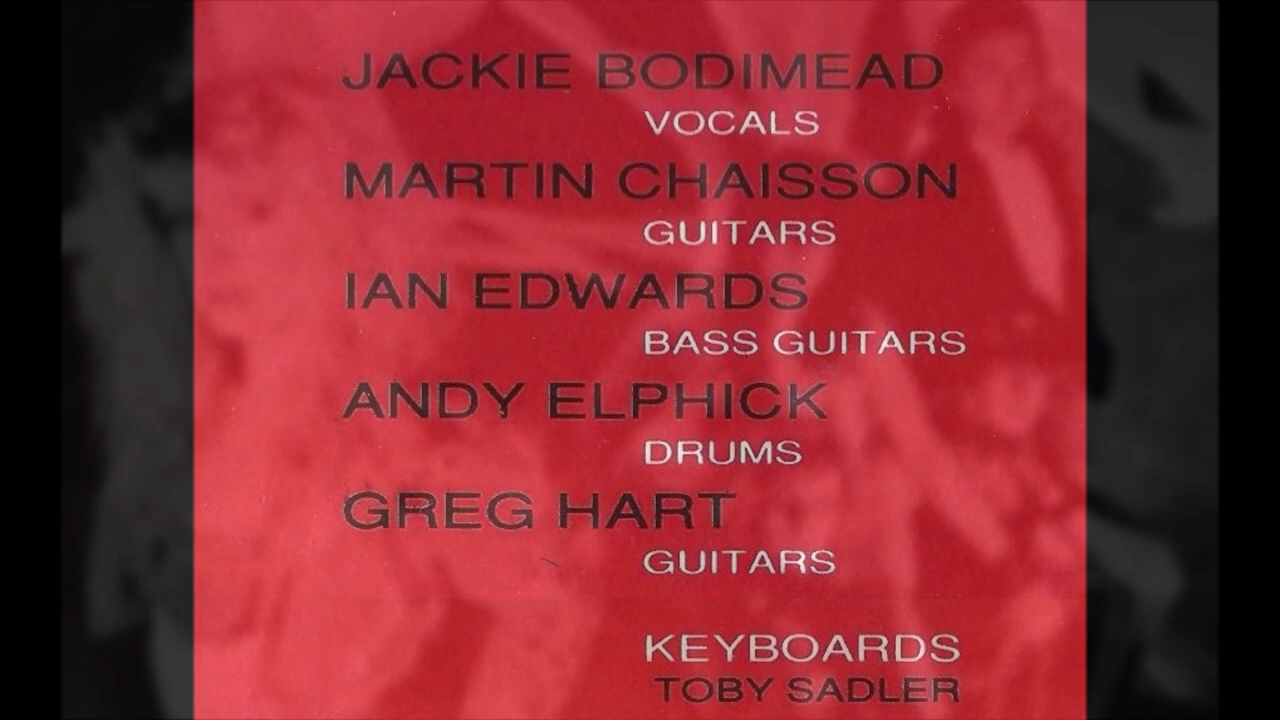 JACKIE BODIMEAD
VOCALS
MARTIN CHAISSON
GUITARS
IAN EDWARDS
BASS GUITARS
ANDY ELPHICK
DRUMS
GREG HART
GUITARS
KEYBOARDS
TOBY SADLER